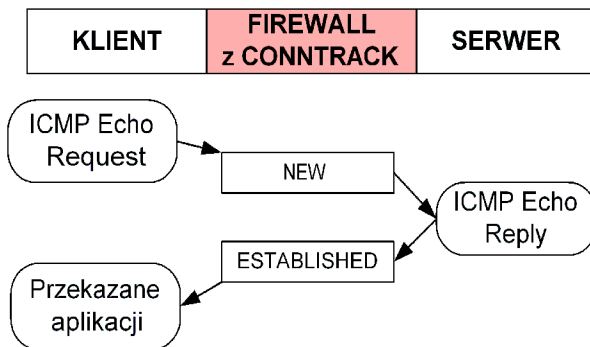 KLIENT
FIREWALL
z CONNTRACK
SERWER
ICMP Echo
Request
NEW
ICMP Echo
Reply
ESTABLISHED
Przekazane
aplikacji